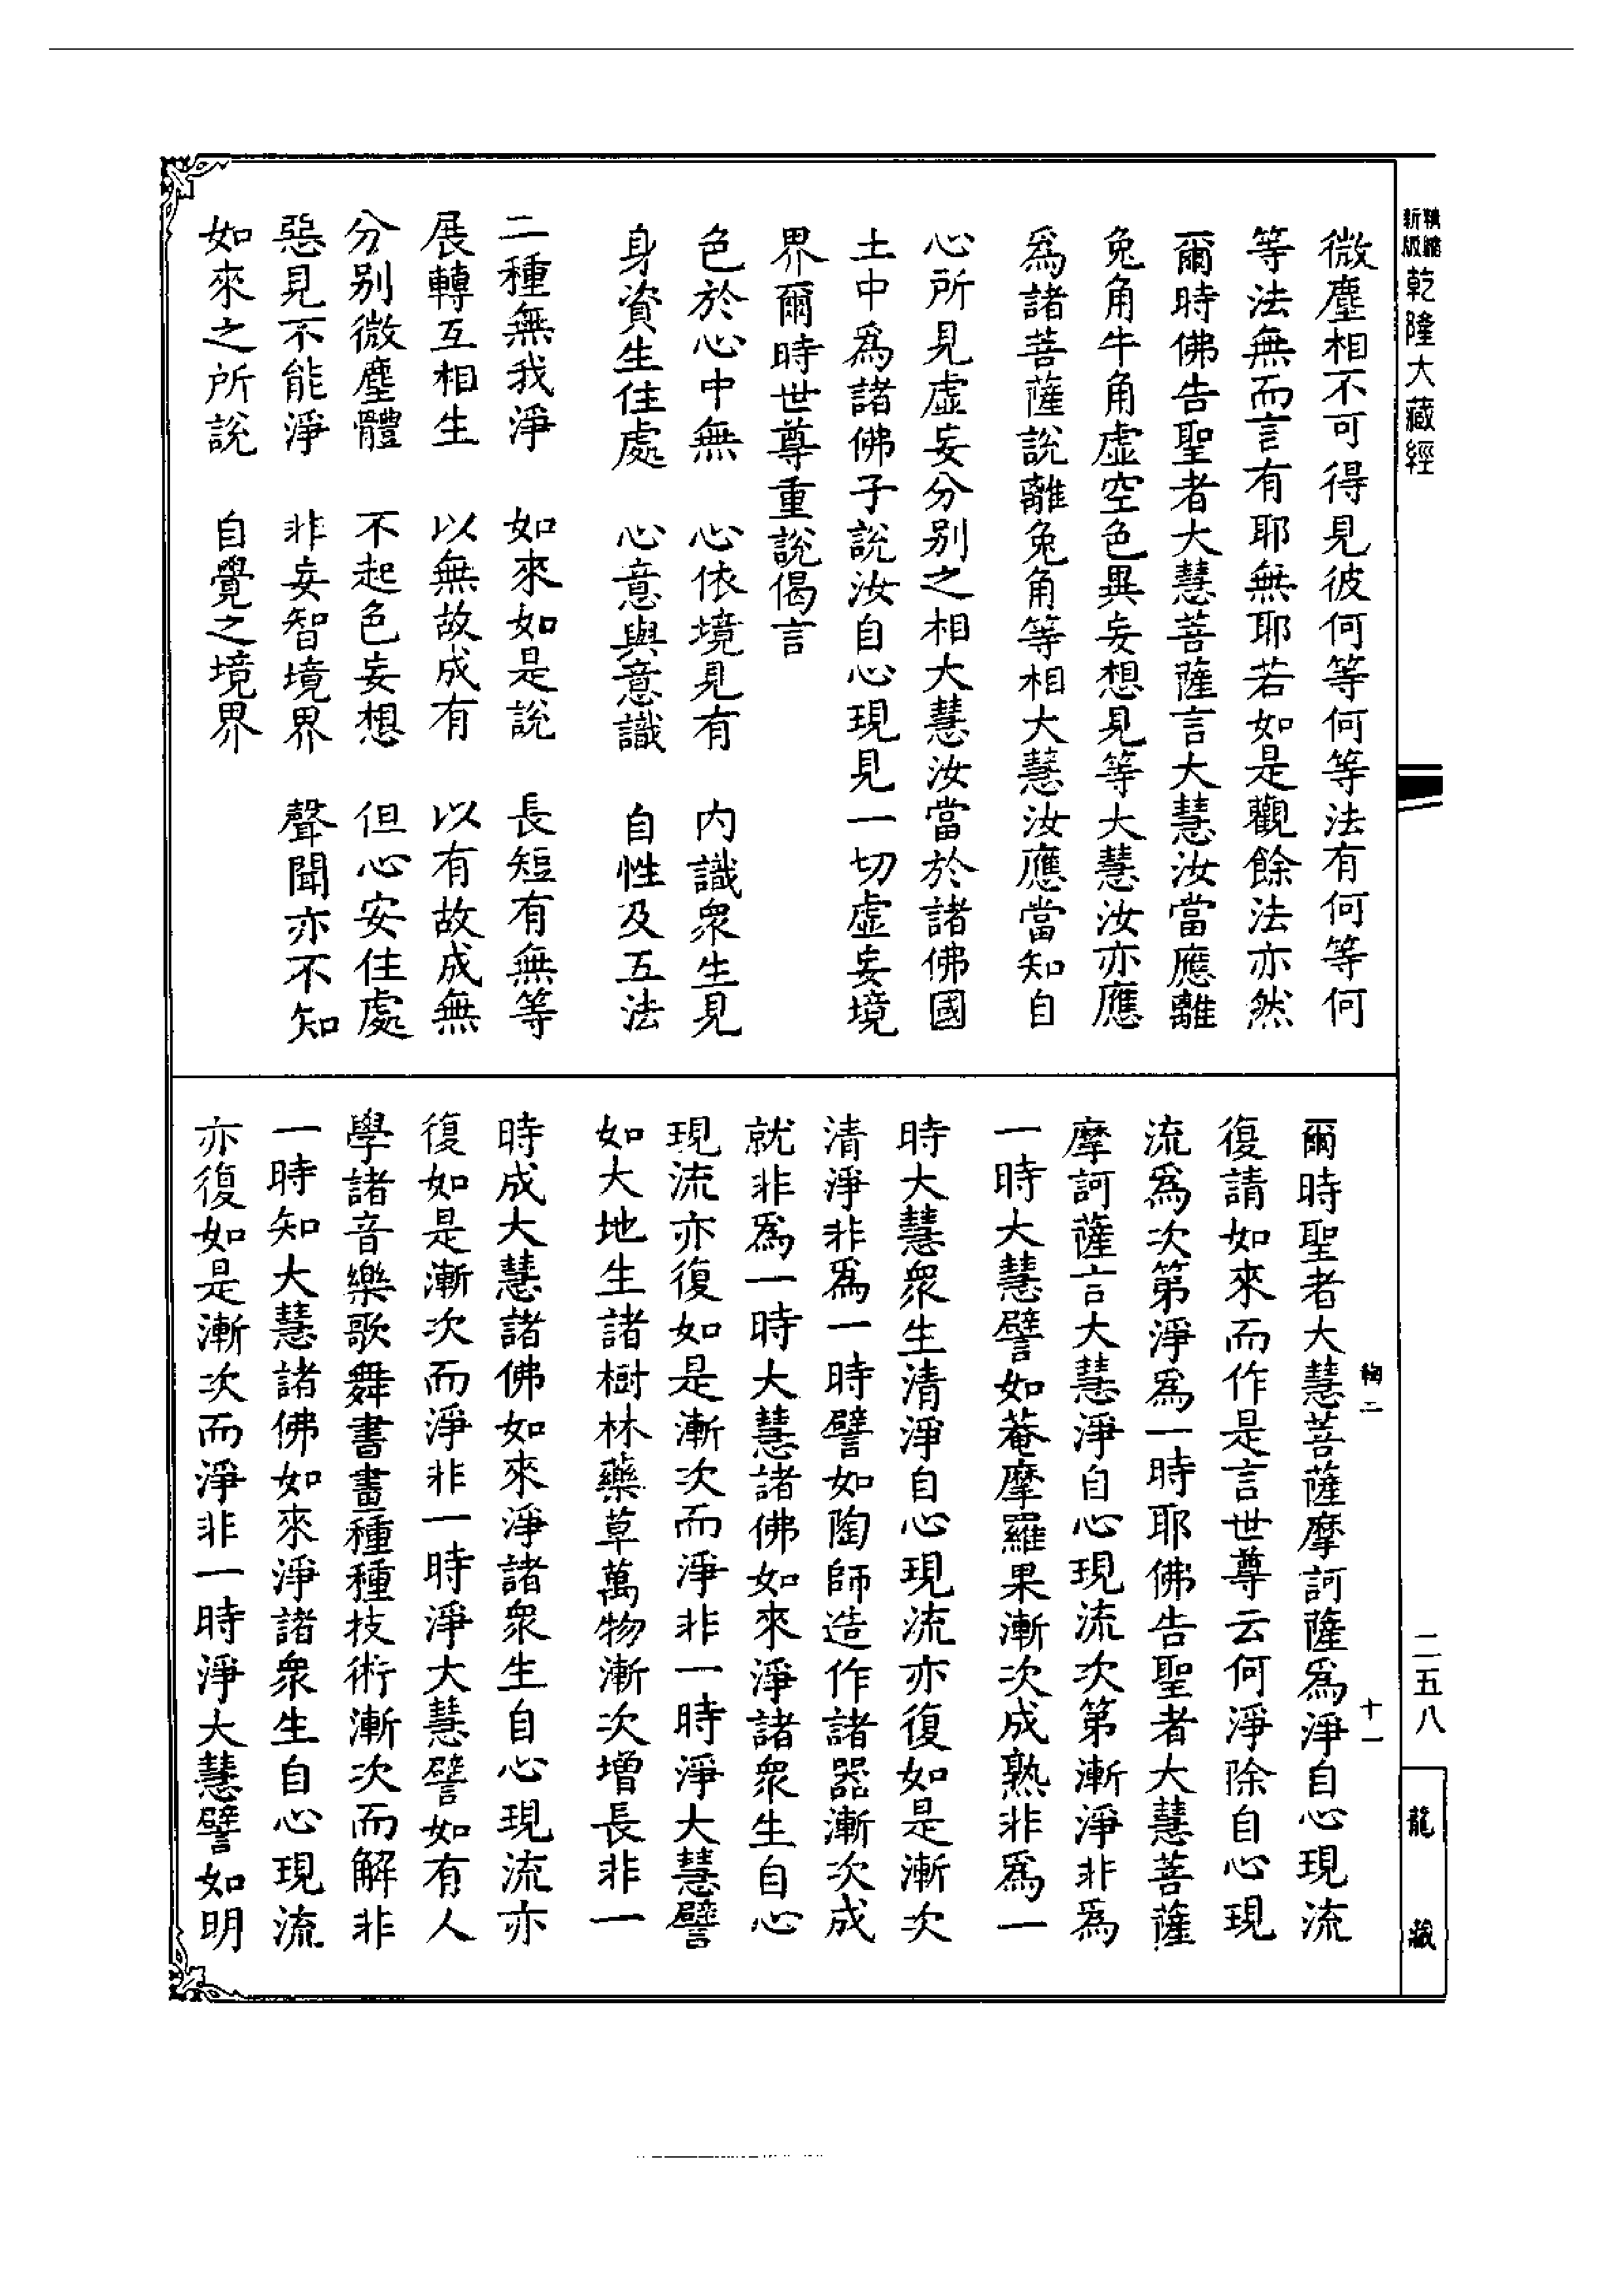 新版
精縮
乾隆大藏經
微塵相不可得見彼何等何等法有何等何
等法無而言有耶無耶若如是觀餘法亦然
爾時佛告聖者大慧菩薩言大慧汝當應離
兔角牛角虛空色異妄想見等大慧汝亦應
爲諸菩薩說離兔角等相大慧汝應當知自
心所見虛妄分別之相大慧汝當於諸佛國
土中爲諸佛子說汝自心現見一切虛妄境
界爾時世尊重說偈言
色於心中無　心依境見有　內識衆生見
身資生住處　心意與意識　自性及五法
二種無我淨　如來如是說　長短有無等
展轉互相生　以無故成有　以有故成無
分別微塵體　不起色妄想　但心安住處
惡見不能淨　非妄智境界　聲聞亦不知
如來之所說　自覺之境界
爾時聖者大慧菩薩摩訶薩爲淨自心現流
復請如來而作是言世尊云何淨除自心現
流爲次第淨爲一時耶佛告聖者大慧菩薩
摩訶薩言大慧淨自心現流次第漸淨非爲
一時大慧譬如菴摩羅果漸次成熟非爲一
時大慧衆生清淨自心現流亦復如是漸次
清淨非爲一時譬如陶師造作諸器漸次成
就非爲一時大慧諸佛如來淨諸衆生自心
現流亦復如是漸次而淨非一時淨大慧譬
如大地生諸樹林藥草萬物漸次增長非一
時成大慧諸佛如來淨諸衆生自心現流亦
復如是漸次而淨非一時淨大慧譬如有人
學諸音樂歌舞書畫種種技術漸次而解非
一時知大慧諸佛如來淨諸衆生自心現流
亦復如是漸次而淨非一時淨大慧譬如明
二　十一
二五八
龍藏